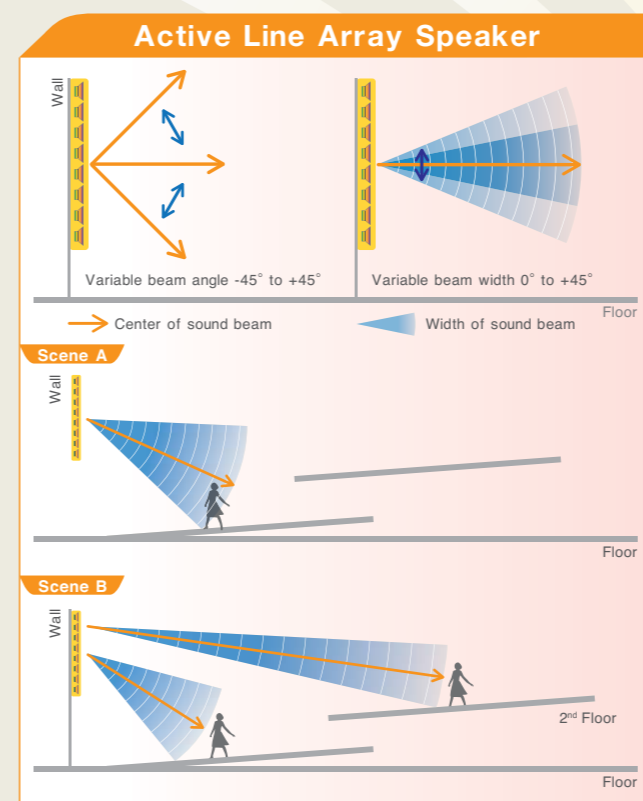 Active Line Array Speaker
Wall
Variable beam angle -45° to +45°
Variable beam width 0° to +45°
Floor
Center of sound beam
Width of sound beam
Scene A
Wall
Floor
Scene B
Wall
2nd Floor
Floor